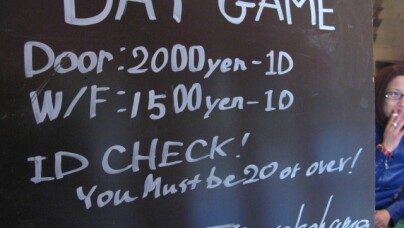 DAY GAME
Door:2000yen-1D
W/F:1500yen-1D
ID CHECK!
You Must be 20 or over!